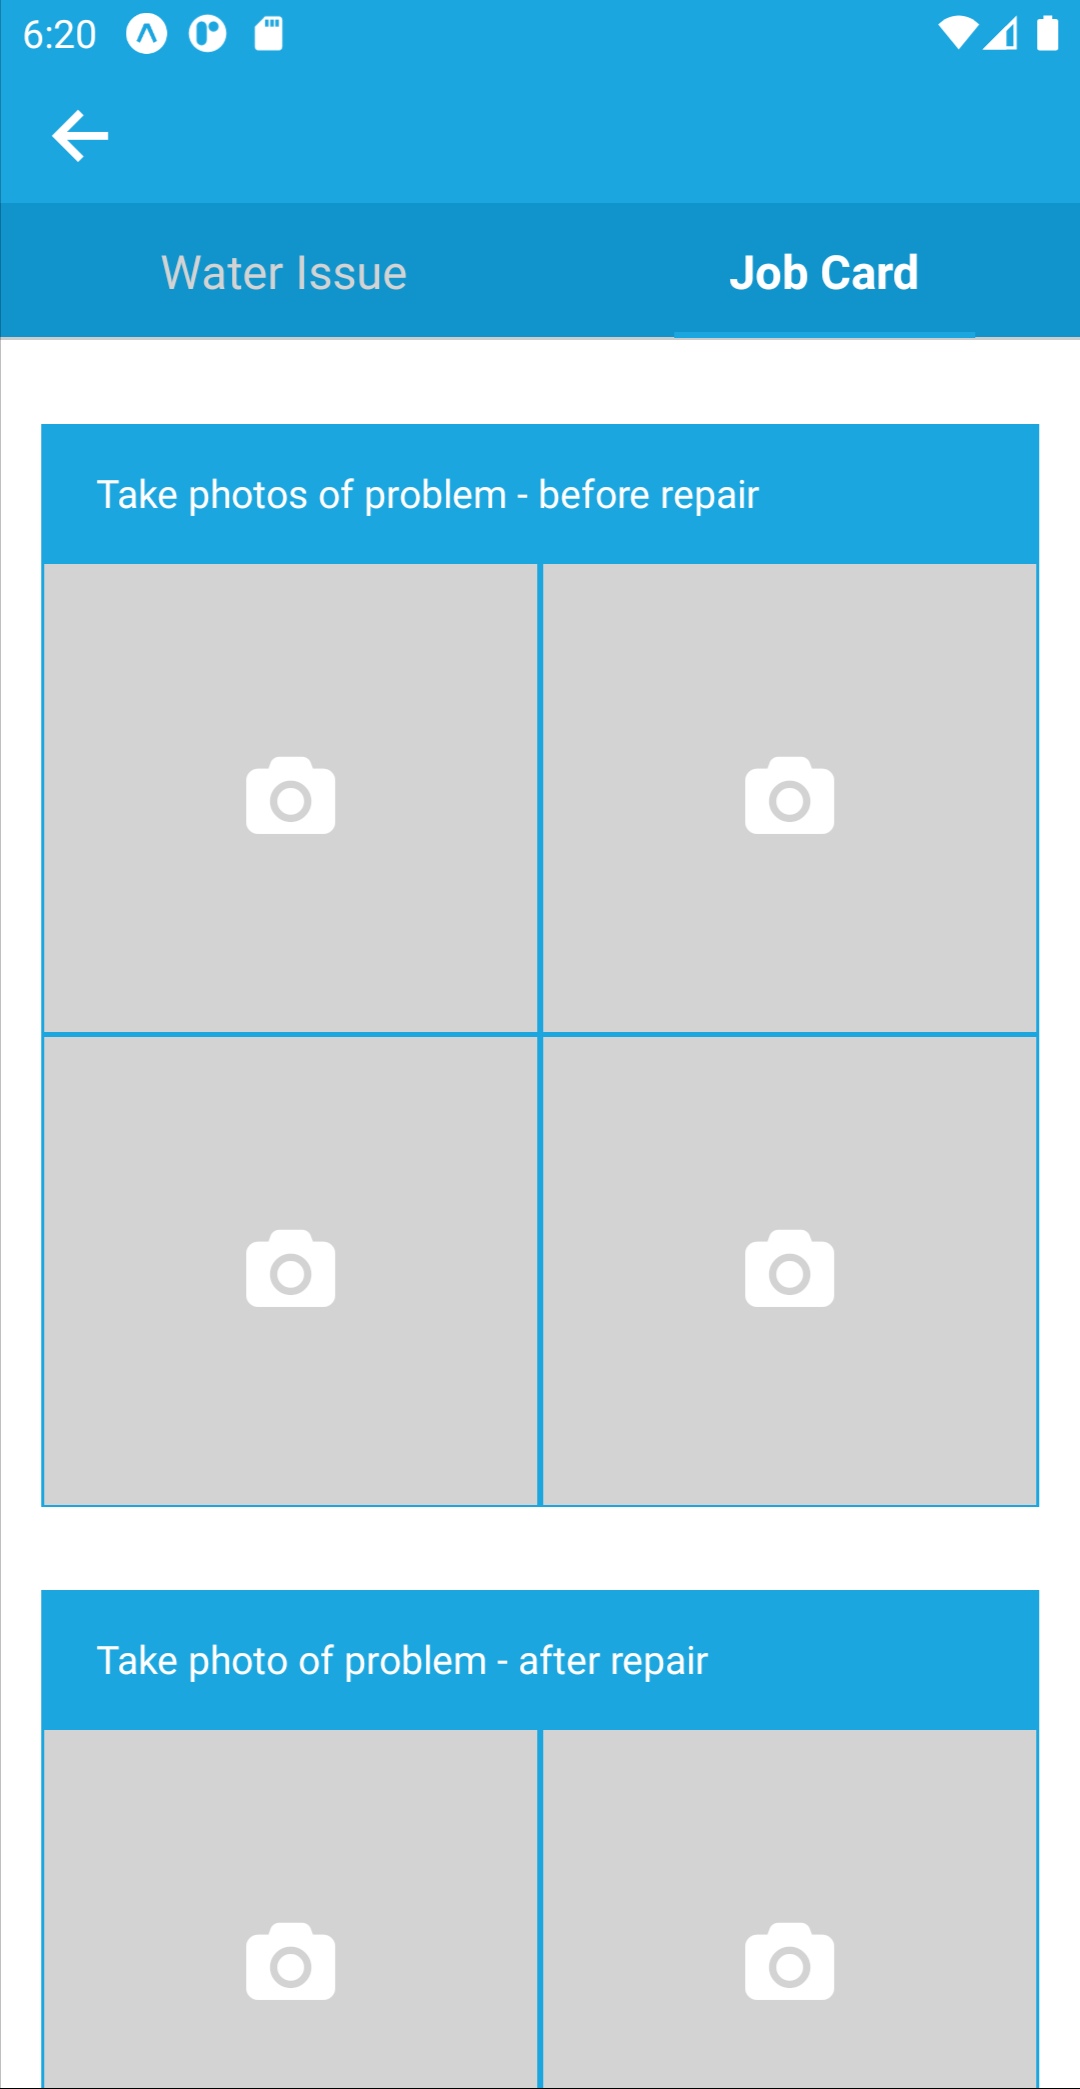 6:20
Water Issue
Job Card
Take photos of problem - before repair
Take photo of problem - after repair